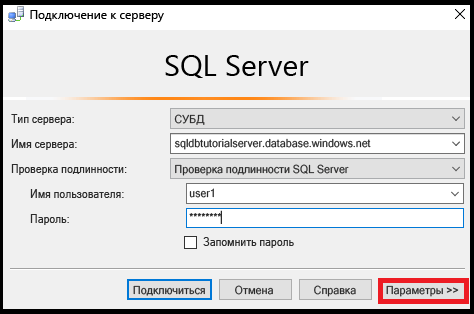 Подключение к серверу
SQL Server
Тип сервера: СУБД
Имя сервера: sqldbtutorialserver.database.windows.net
Проверка подлинности: Проверка подлинности SQL Server
Имя пользователя: user1
Пароль: ********
Запомнить пароль
Подключиться Отмена Справка Параметры >>